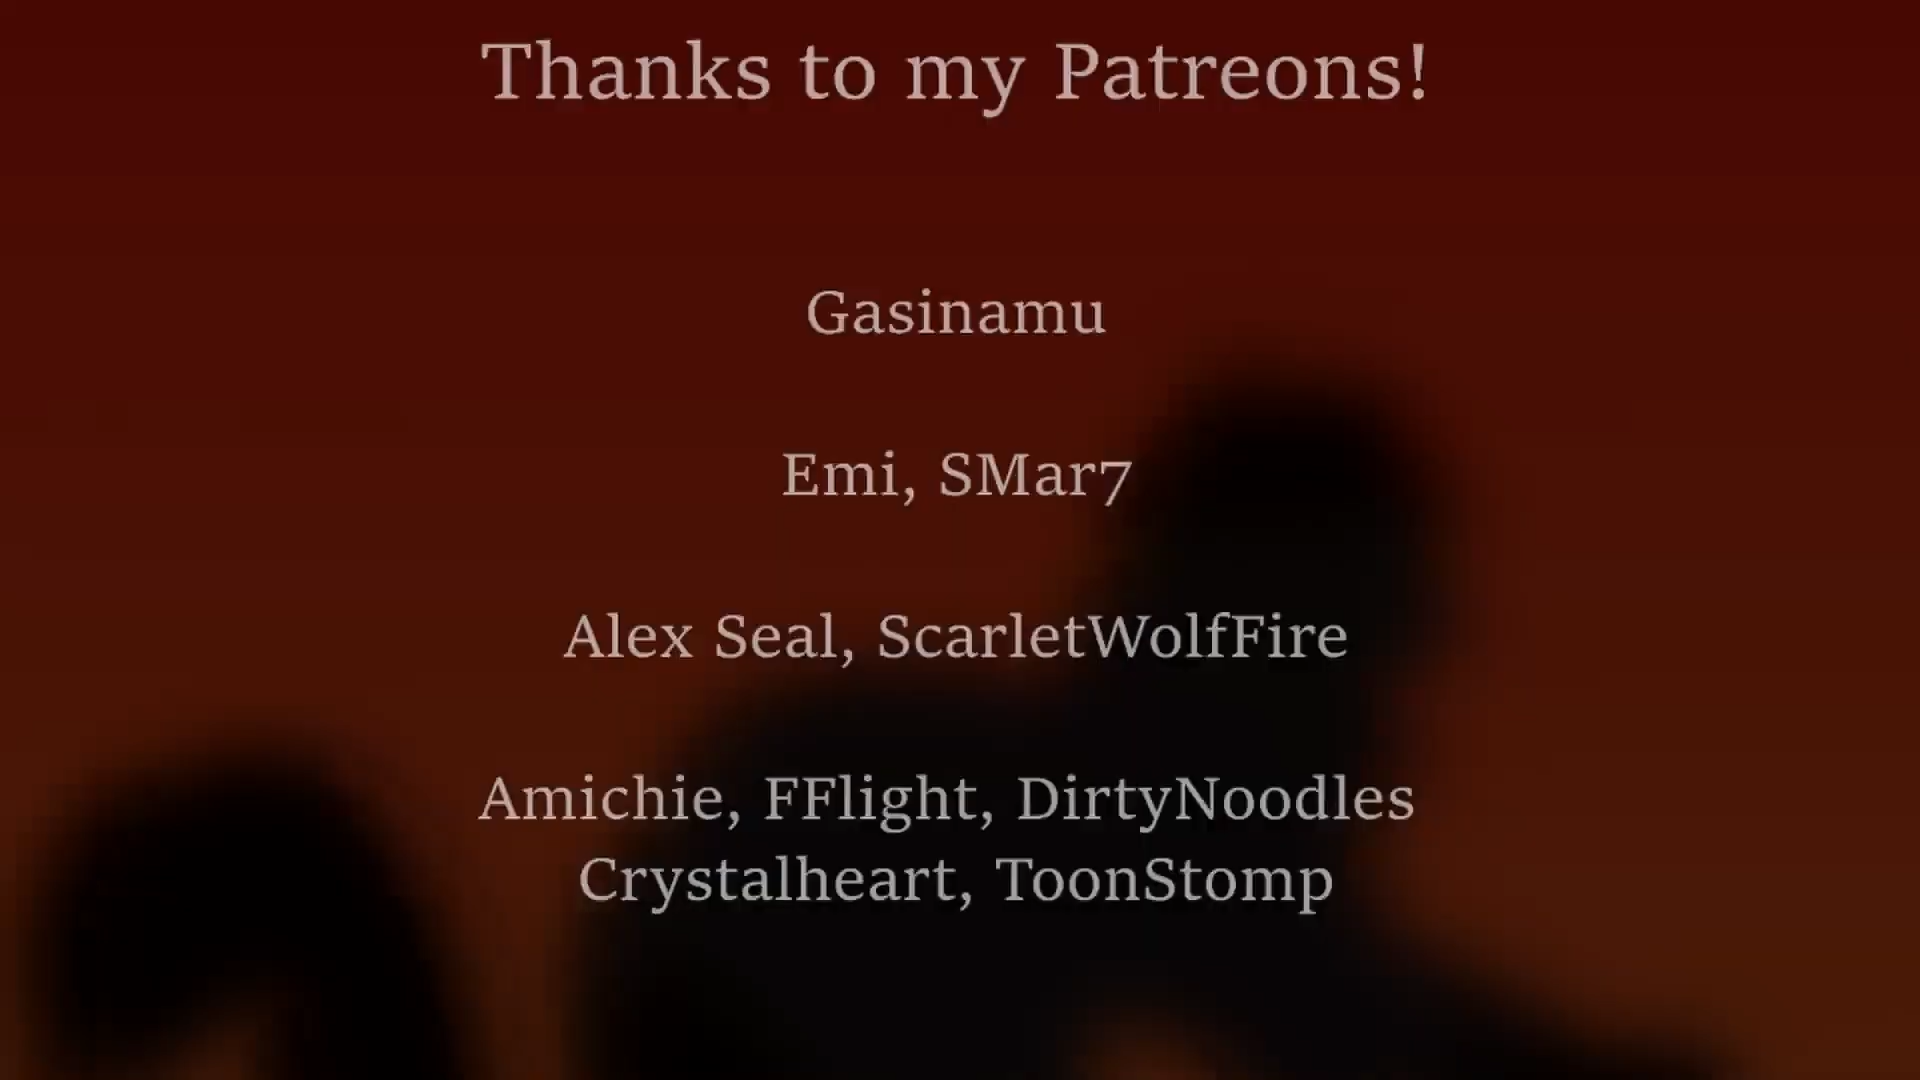 Thanks to my Patreons!
Gasinamu
Emi, SMar7
Alex Seal, ScarletWolfFire
Amichie, FFlight, DirtyNoodles
Crystalheart, ToonStomp